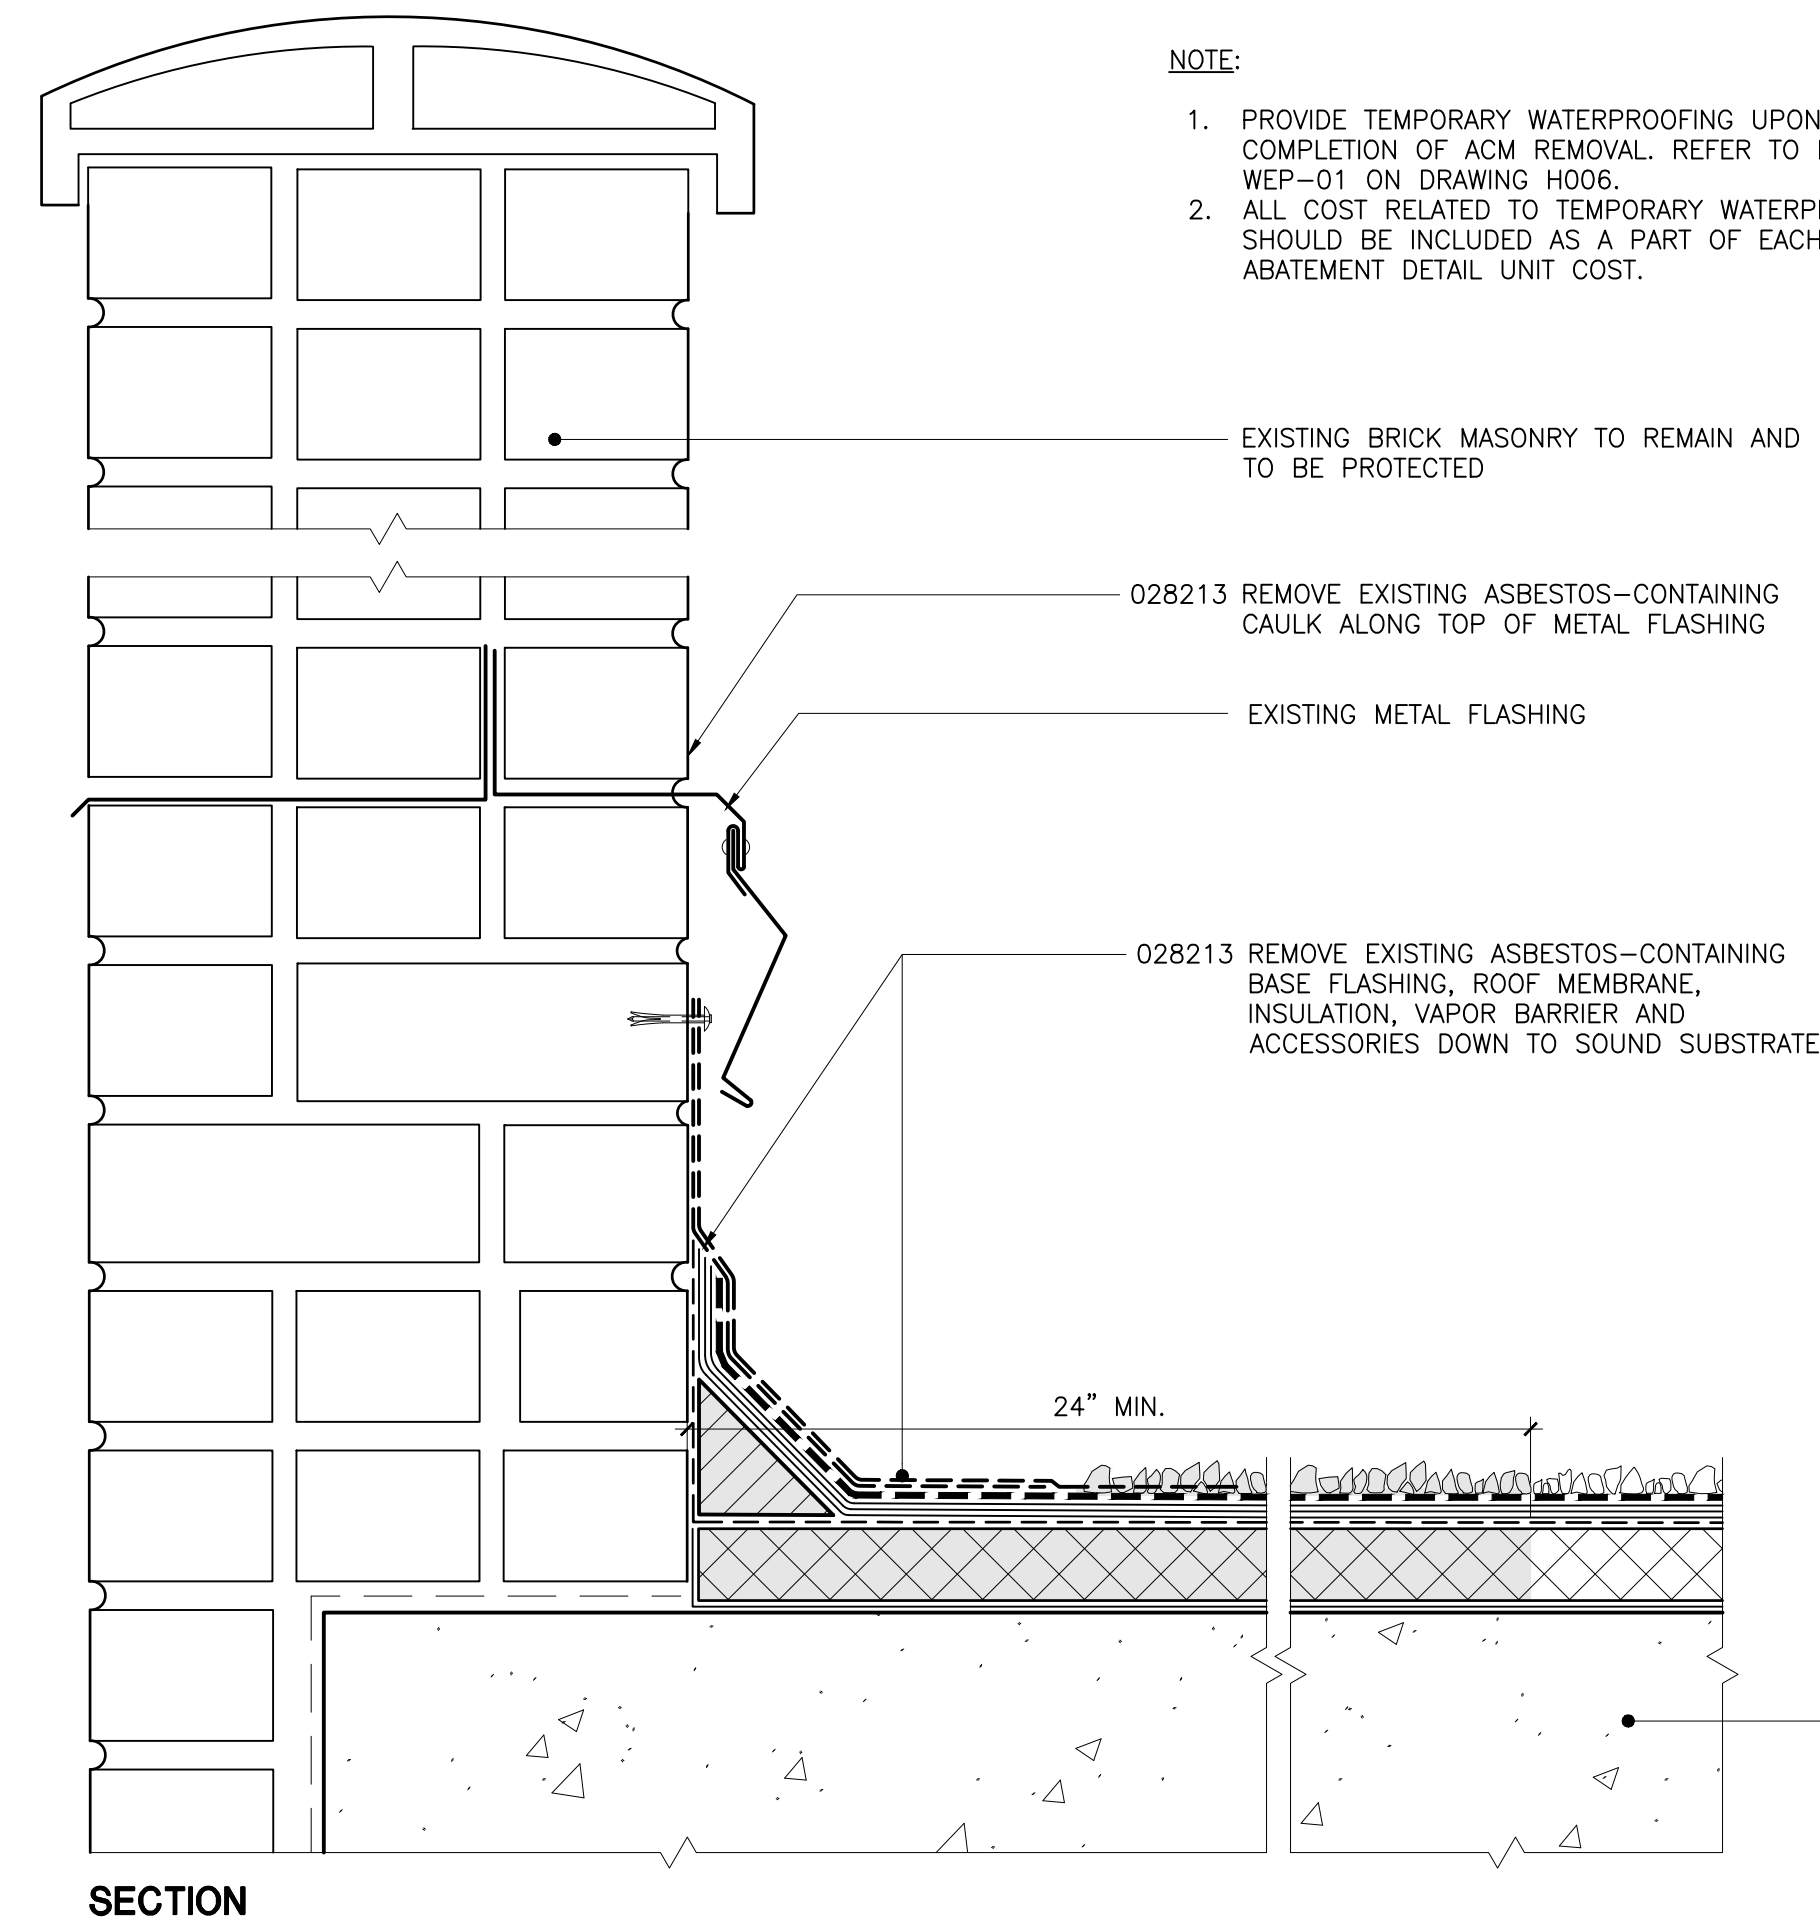 NOTE:
1. PROVIDE TEMPORARY WATERPROOFING UPON
COMPLETION OF ACM REMOVAL. REFER TO
WEP-01 ON DRAWING H006.
2. ALL COST RELATED TO TEMPORARY
SHOULD BE INCLUDED AS A PART OF EACH
ABATEMENT DETAIL UNIT COST.
EXISTING BRICK MASONRY TO REMAIN AND
TO BE PROTECTED
028213 REMOVE EXISTING ASBESTOS-CONTAINING
CAULK ALONG TOP OF METAL FLASHING
EXISTING METAL FLASHING
028213 REMOVE EXISTING ASBESTOS-CONTAINING
BASE FLASHING, ROOF MEMBRANE,
INSULATION, VAPOR BARRIER AND
ACCESSORIES DOWN TO SOUND SUBSTRATE
24” MIN.
SECTION